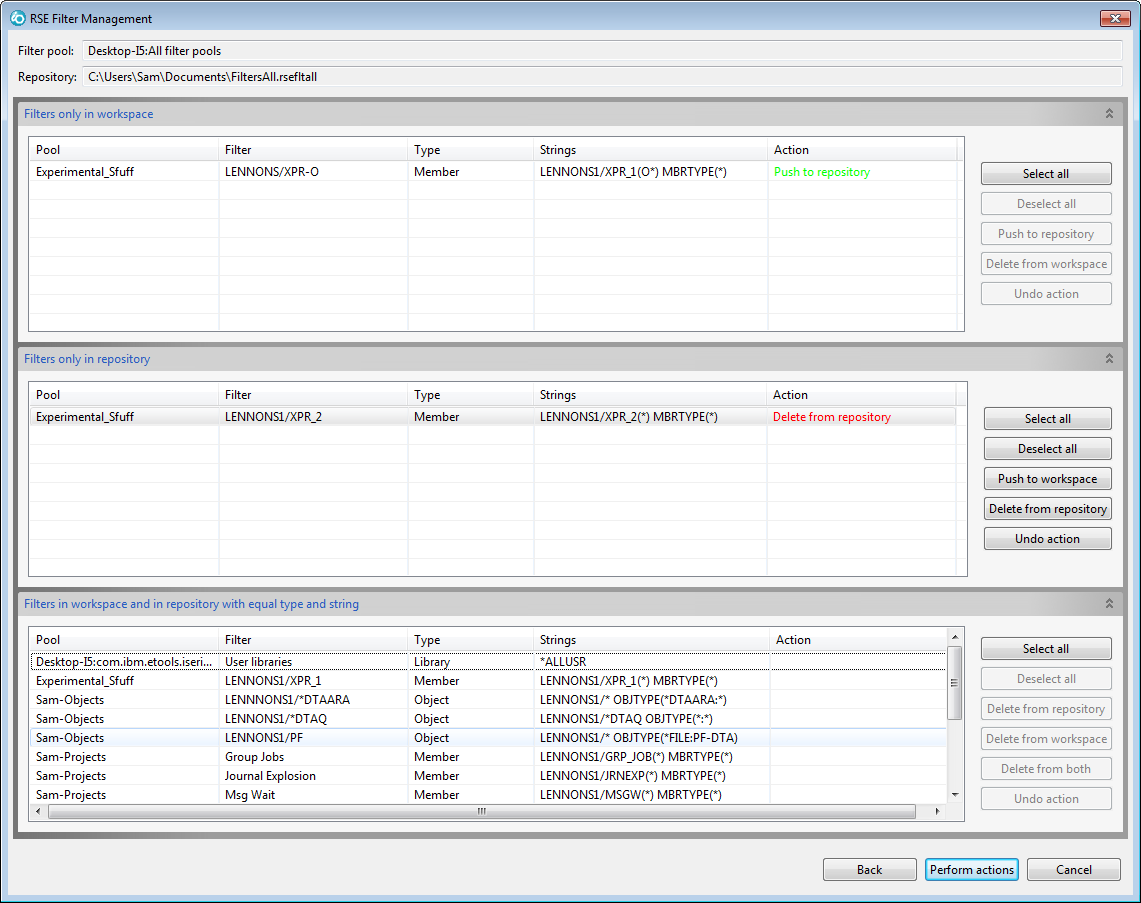 RSE Filter Management
Filter pool: Desktop-I5:All filter pools
Repository: C:\Users\Sam\Documents\FiltersAll.rsefltall
Filters only in workspace
Pool Filter Type Strings Action
Experimental_Sfuff LENNONS/XPR-O Member LENNONS1/XPR_1(O*) MBRTYPE(*) Push to repository
Select all
Deselect all
Push to repository
Delete from workspace
Undo action
Filters only in repository
Pool Filter Type Strings Action
Experimental_Sfuff LENNONS1/XPR_2 Member LENNONS1/XPR_2(*) MBRTYPE(*) Delete from repository
Select all
Deselect all
Push to workspace
Delete from repository
Undo action
Filters in workspace and in repository with equal type and string
Pool Filter Type Strings Action
Desktop-I5:com.ibm.etools.iseri... User libraries Library *ALLUSR
Experimental_Sfuff LENNONS1/XPR_1 Member LENNONS1/XPR_1(*) MBRTYPE(*)
Sam-Objects LENNNONS1/*DTAARA Object LENNONS1/* OBJTYPE(*DTAARA:*)
Sam-Objects LENNONS1/*DTAQ Object LENNONS1/*DTAQ OBJTYPE(*:*)
Sam-Objects LENNONS1/PF Object LENNONS1/* OBJTYPE(*FILE:PF-DTA)
Sam-Projects Group Jobs Member LENNONS1/GRP_JOB(*) MBRTYPE(*)
Sam-Projects Journal Explosion Member LENNONS1/JRNEXP(*) MBRTYPE(*)
Sam-Projects Msg Wait Member LENNONS1/MSGW(*) MBRTYPE(*)
Select all
Deselect all
Delete from repository
Delete from workspace
Delete from both
Undo action
Back Perform actions Cancel